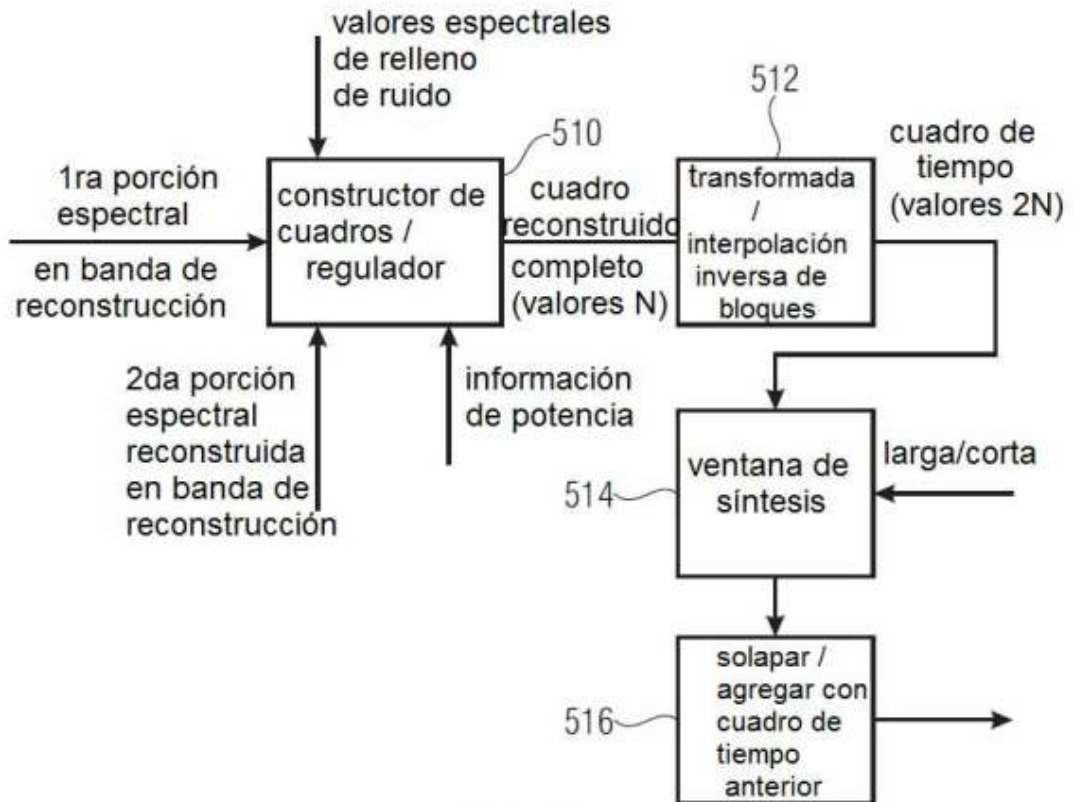 valores espectrales
de relleno
de ruido
510
512
1ra porción
espectral
en banda de
reconstrucción
constructor de
cuadros /
regulador
cuadro
reconstruido
completo
(valores N)
transformada
/
interpolación
inversa de
bloques
cuadro de
tiempo
(valores 2N)
2da porción
espectral
reconstruida
en banda de
reconstrucción
información
de potencia
514
ventana de
síntesis
larga/corta
516
solapar /
agregar con
cuadro de
tiempo
anterior